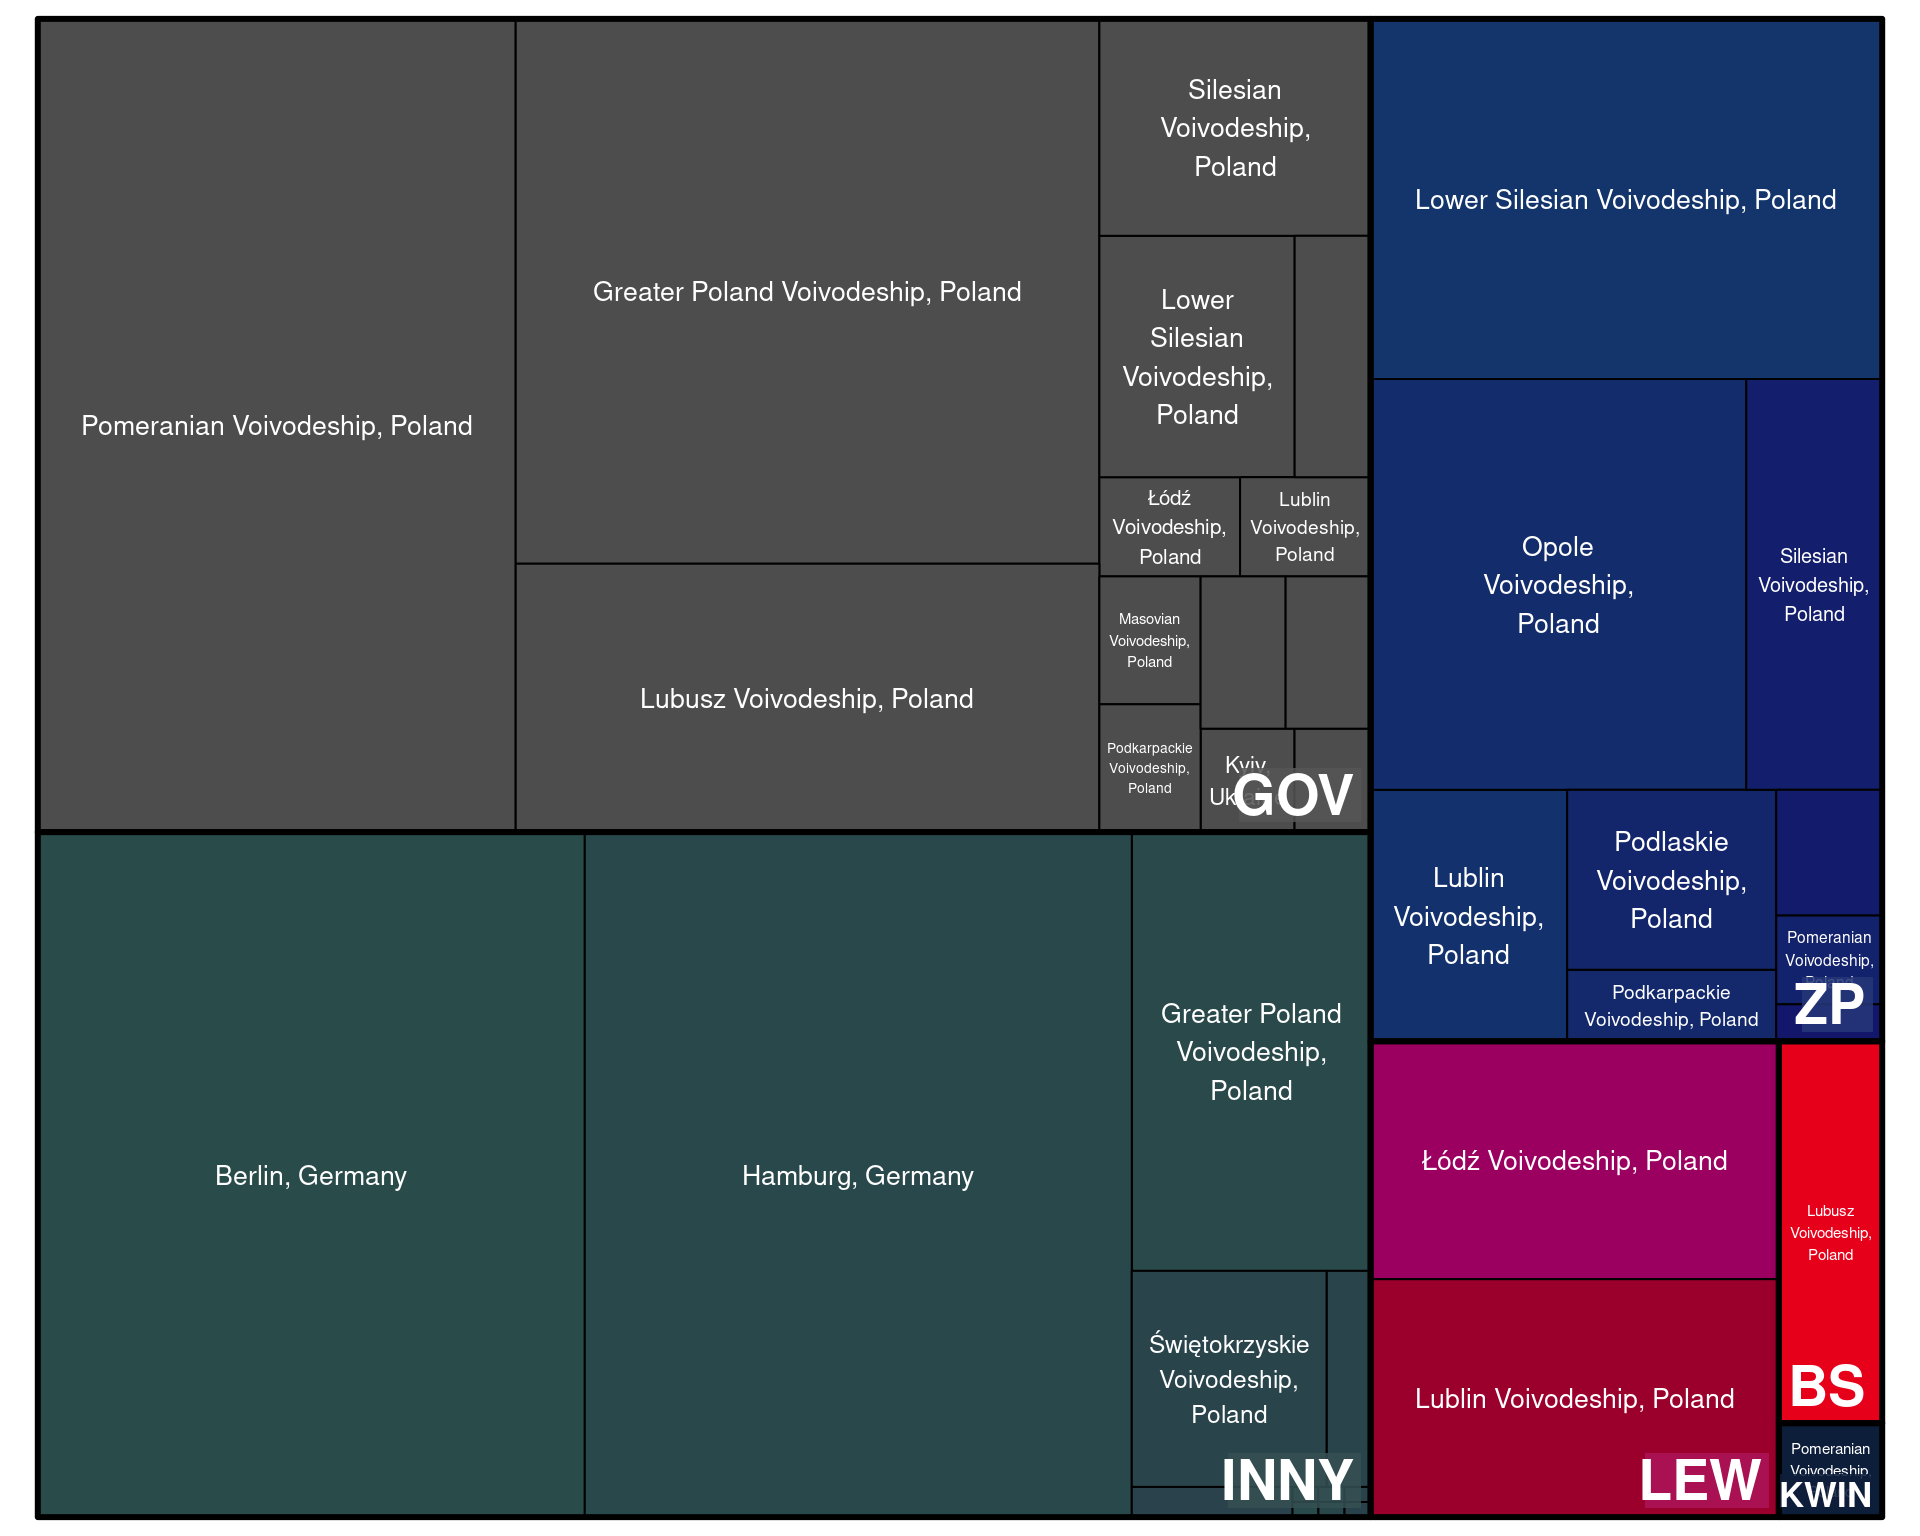 Pomeranian Voivodeship, Poland
Greater Poland Voivodeship, Poland
Lubusz Voivodeship, Poland
Silesian
Voivodeship,
Poland
Lower
Silesian
Voivodeship,
Poland
Łódź
Voivodeship,
Poland
Lublin
Voivodeship,
Poland
Masovian
Voivodeship,
Poland
Podkarpackie
Voivodeship,
Poland
Kyiv,
GOV
Berlin, Germany
Hamburg, Germany
Greater Poland
Voivodeship,
Poland
Świętokrzyskie
Voivodeship,
Poland
INNY
Lower Silesian Voivodeship, Poland
Opole
Voivodeship,
Poland
Silesian
Voivodeship,
Poland
Lublin
Voivodeship,
Poland
Podlaskie
Voivodeship,
Poland
Podkarpackie
Voivodeship, Poland
Pomeranian
Voivodeship,
Poland
ZP
Łódź Voivodeship, Poland
Lublin Voivodeship, Poland
LEW
Lubusz
Voivodeship,
Poland
BS
Pomeranian
Voivodeship,
KWIN